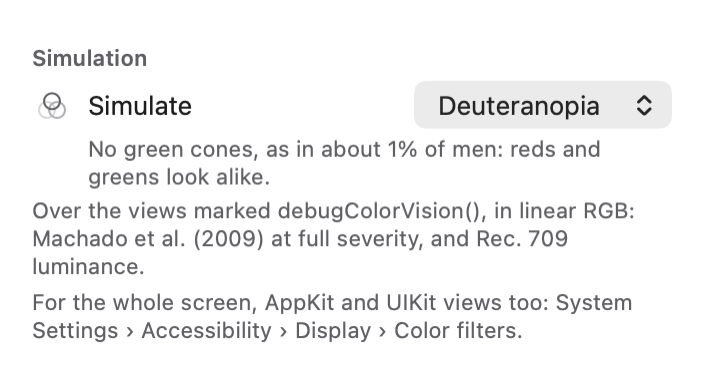 Simulation
Simulate
Deuteranopia
No green cones, as in about 1% of men: reds and
greens look alike.
Over the views marked debugColorVision(), in linear RGB:
Machado et al. (2009) at full severity, and Rec. 709
luminance.
For the whole screen, AppKit and UIKit views too: System
Settings › Accessibility › Display › Color filters.